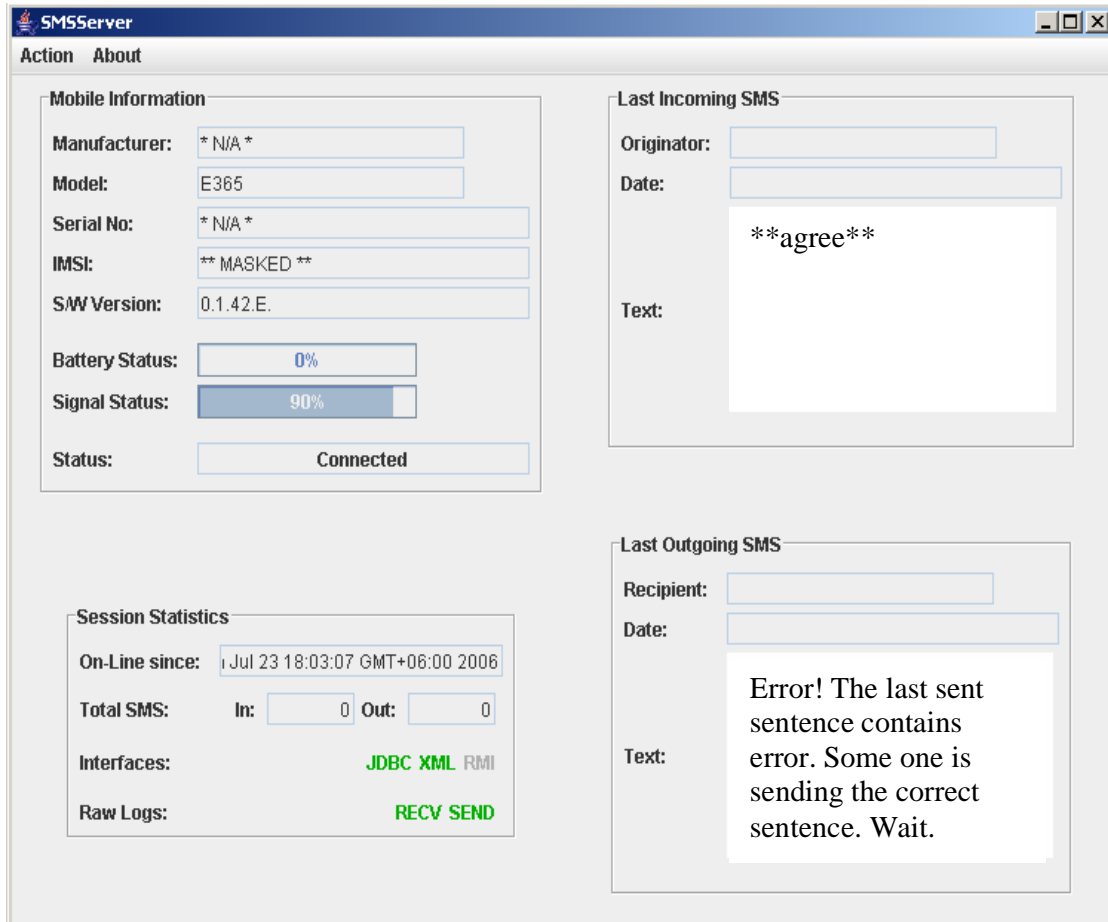 SMSServer
Action About
Mobile Information
Manufacturer: * N/A *
Model: E365
Serial No: * N/A *
IMSI: ** MASKED **
S/W Version: 0.1.42.E.
Battery Status: 0%
Signal Status: 90%
Status: Connected
Session Statistics
On-Line since: Jul 23 18:03:07 GMT+06:00 2006
Total SMS: In: 0 Out: 0
Interfaces: JDBC XML RMI
Raw Logs: RECV SEND
Last Incoming SMS
Originator:
Date:
Text:
**agree**
Last Outgoing SMS
Recipient:
Date:
Text:
Error! The last sent
sentence contains
error. Some one is
sending the correct
sentence. Wait.